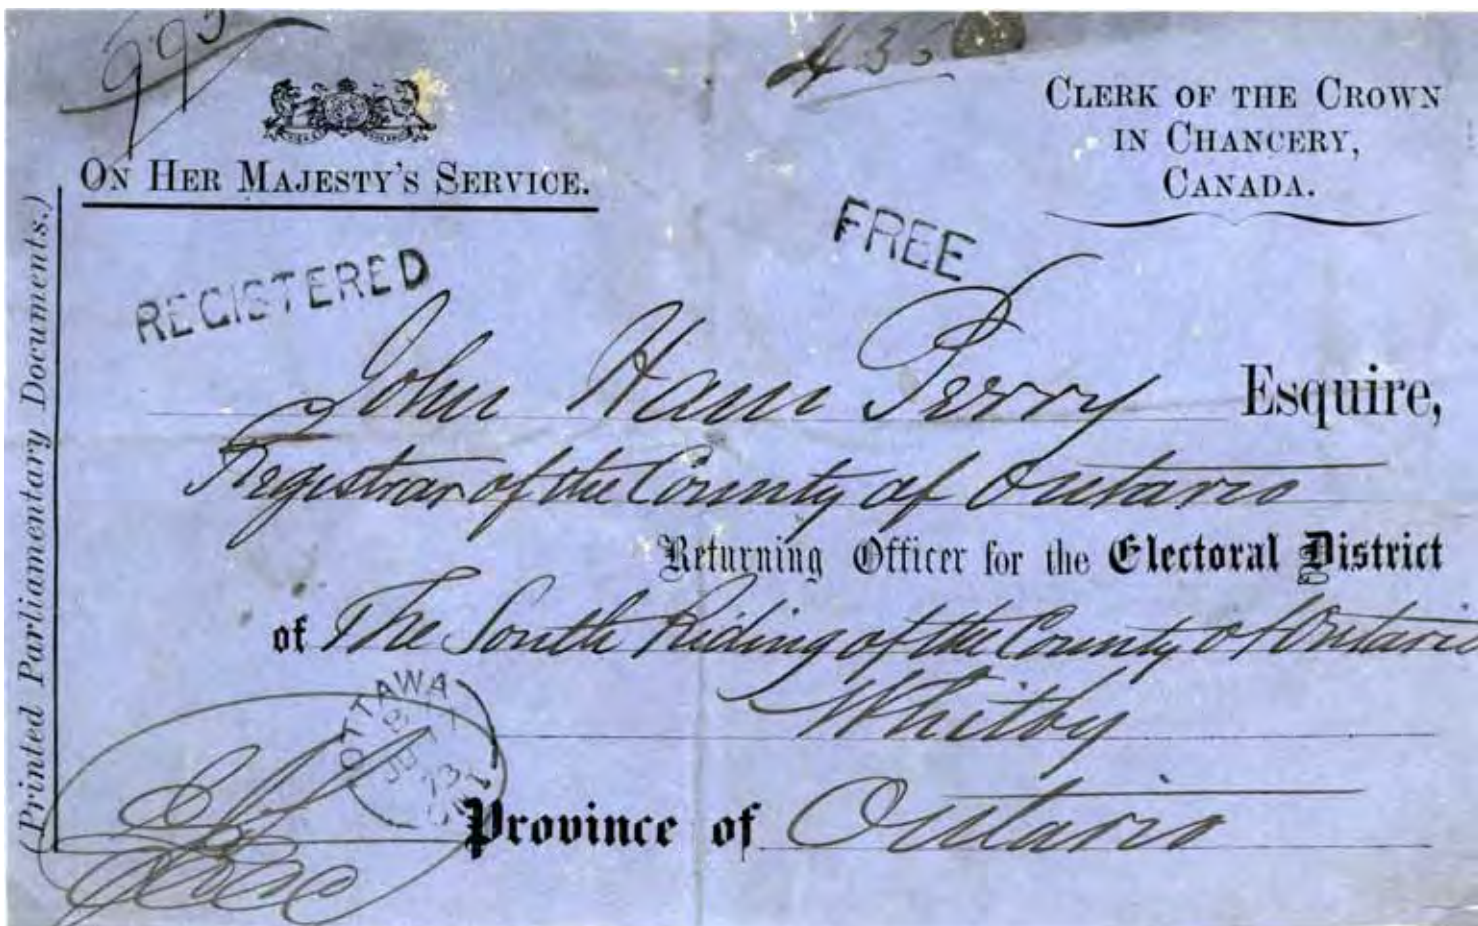 995
435
CLERK OF THE CROWN
IN CHANCERY,
CANADA.
ON HER MAJESTY'S SERVICE.
(Printed Parliamentary Documents.)
FREE
REGISTERED
John Ham Perry Esquire,
Registrar of the County of Ontario
Returning Officer for the Electoral District
of The South Riding of the County of Ontario
Whitby
OTTAWA
Province of Ontario